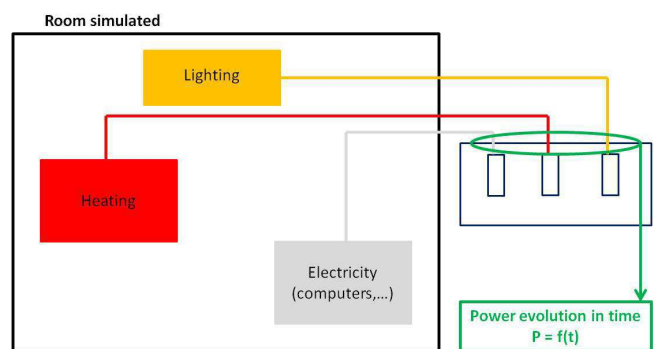 Room simulated
Lighting
Heating
Electricity
(computers,...)
Power evolution in time
P = f(t)